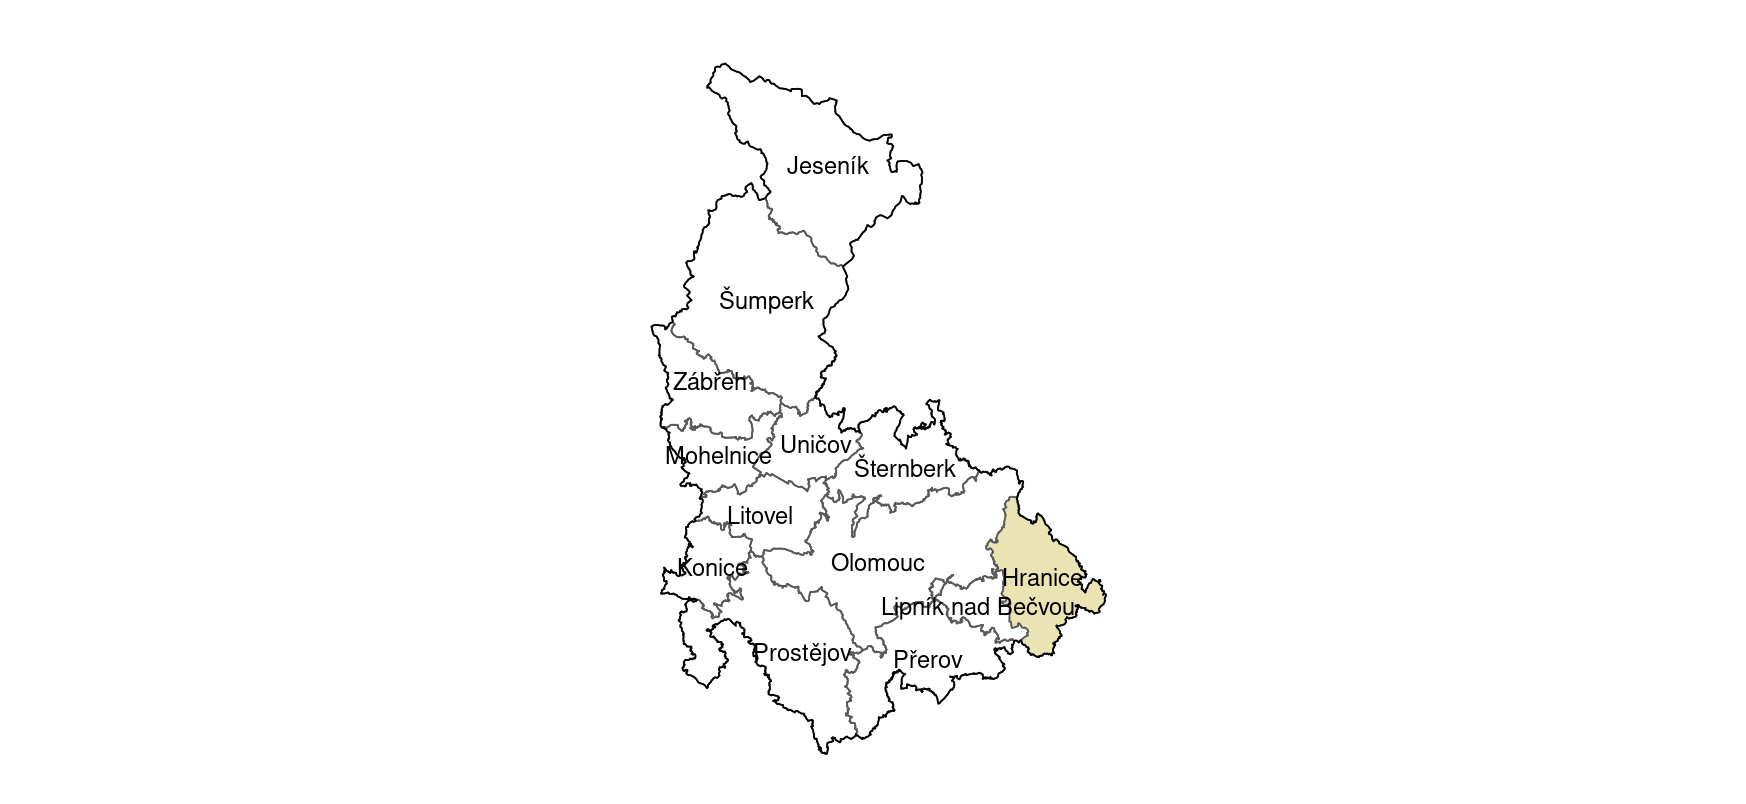 Jeseník
Šumperk
Zábřeh
Uničov
Mohelnice
Šternberk
Litovel
Olomouc
Konice
Hranice
Lipník nad Bečvou
Prostějov
Přerov